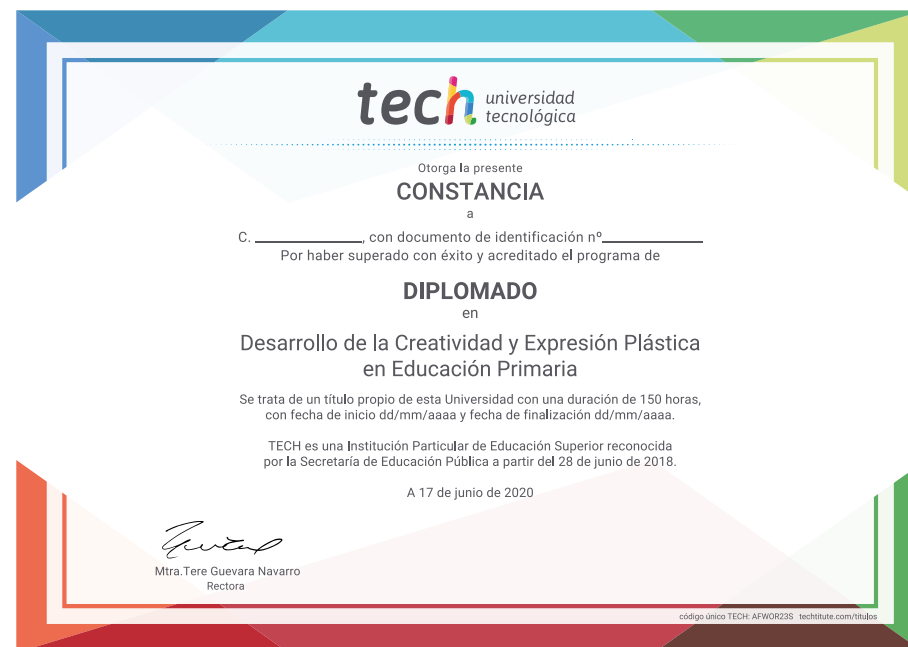 tech universidad
tecnológica
Otorga la presente
CONSTANCIA
a
C. ____________, con documento de identificación nº____________
Por haber superado con éxito y acreditado el programa de
DIPLOMADO
en
Desarrollo de la Creatividad y Expresión Plástica
en Educación Primaria
Se trata de un título propio de esta Universidad con una duración de 150 horas,
con fecha de inicio dd/mm/aaaa y fecha de finalización dd/mm/aaaa.
TECH es una Institución Particular de Educación Superior reconocida
por la Secretaría de Educación Pública a partir del 28 de junio de 2018.
A 17 de junio de 2020
Mtra.Tere Guevara Navarro
Rectora
código único TECH: AFWOR23S techtitute.com/titulos